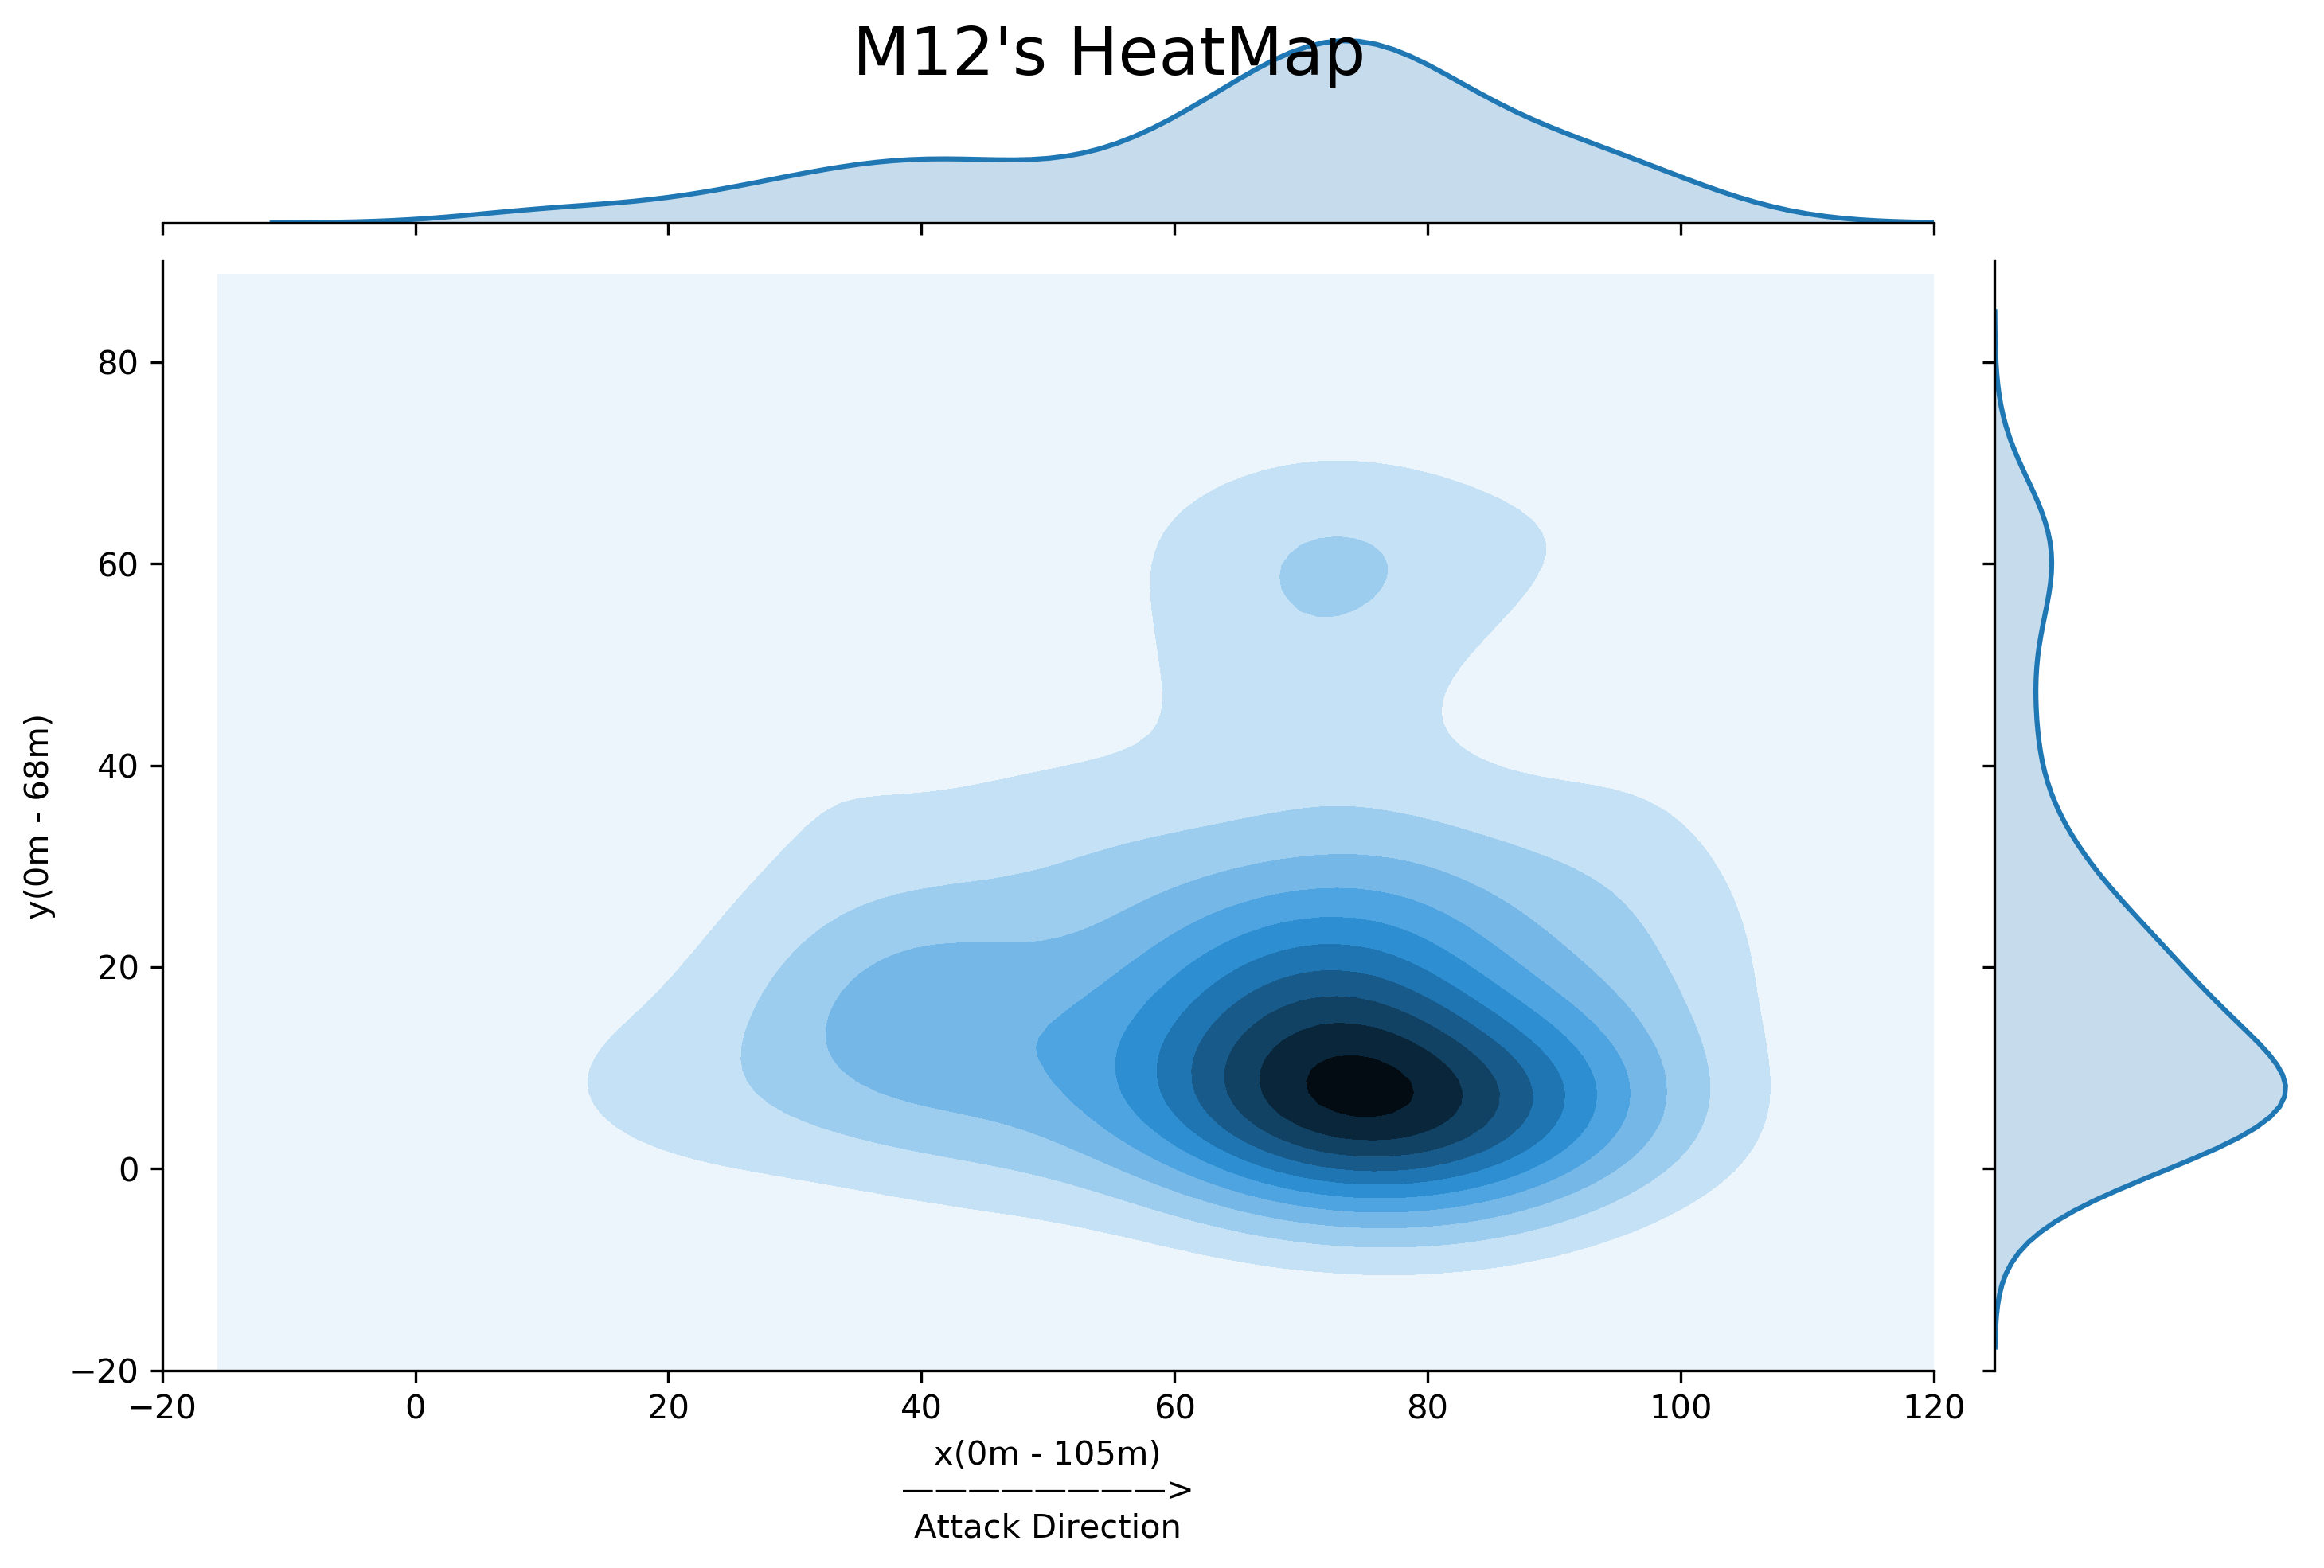 M12's HeatMap
80
60
40
20
0
−20
y(0m - 68m)
−20 0 20 40 60 80 100 120
x(0m - 105m)
————————>
Attack Direction